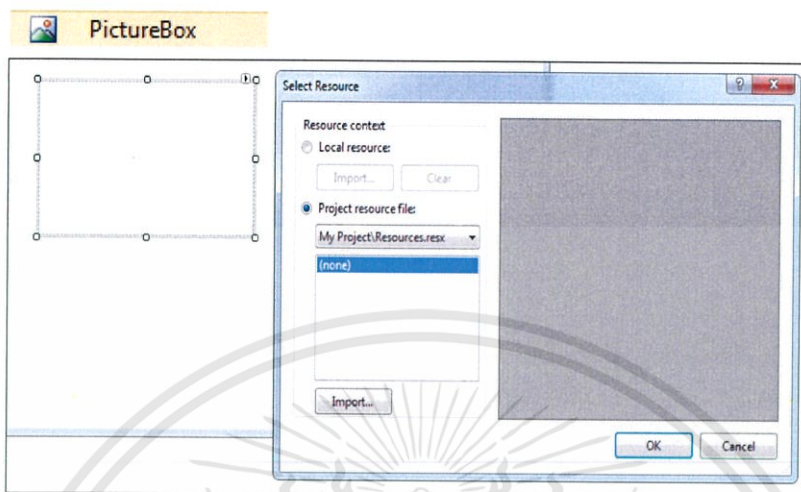 PictureBox
Select Resource
Resource context
Local resource:
Import...
Clear
Project resource file:
My Project\Resources.resx
(none)
Import...
OK
Cancel